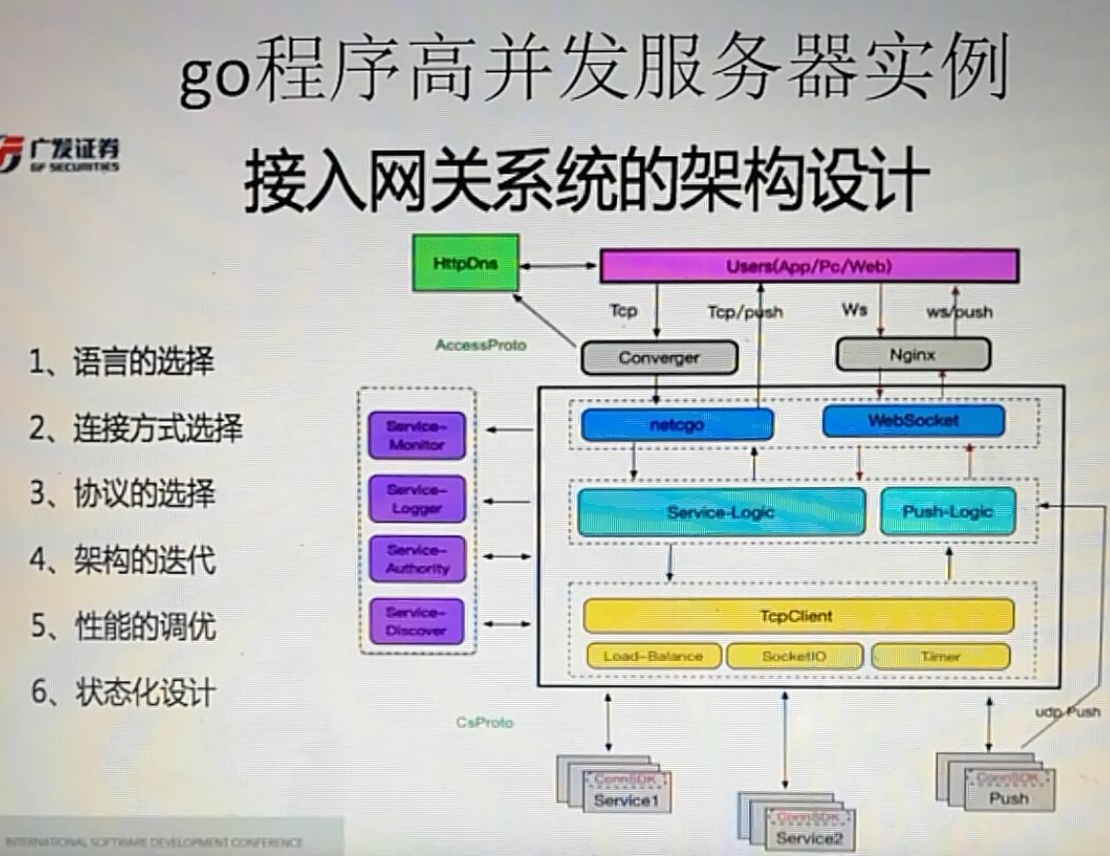 go程序高并发服务器实例
广发证券
GF SECURITIES
接入网关系统的架构设计
HttpDns
Users(App/Pc/Web)
Tcp
Tcp/push
Ws
ws/push
AccessProto
Converger
Nginx
1、语言的选择
2、连接方式选择
3、协议的选择
4、架构的迭代
5、性能的调优
6、状态化设计
Service-
Monitor
Service-
Logger
Service-
Authority
Service-
Discover
netcgo
WebSocket
Service-Logic
Push-Logic
TcpClient
Load-Balance
SocketIO
Timer
CsProto
udp Push
ConnSDK
Service1
ConnSDK
Service2
ConnSDK
Push
INTERNATIONAL SOFTWARE DEVELOPMENT CONFERENCE